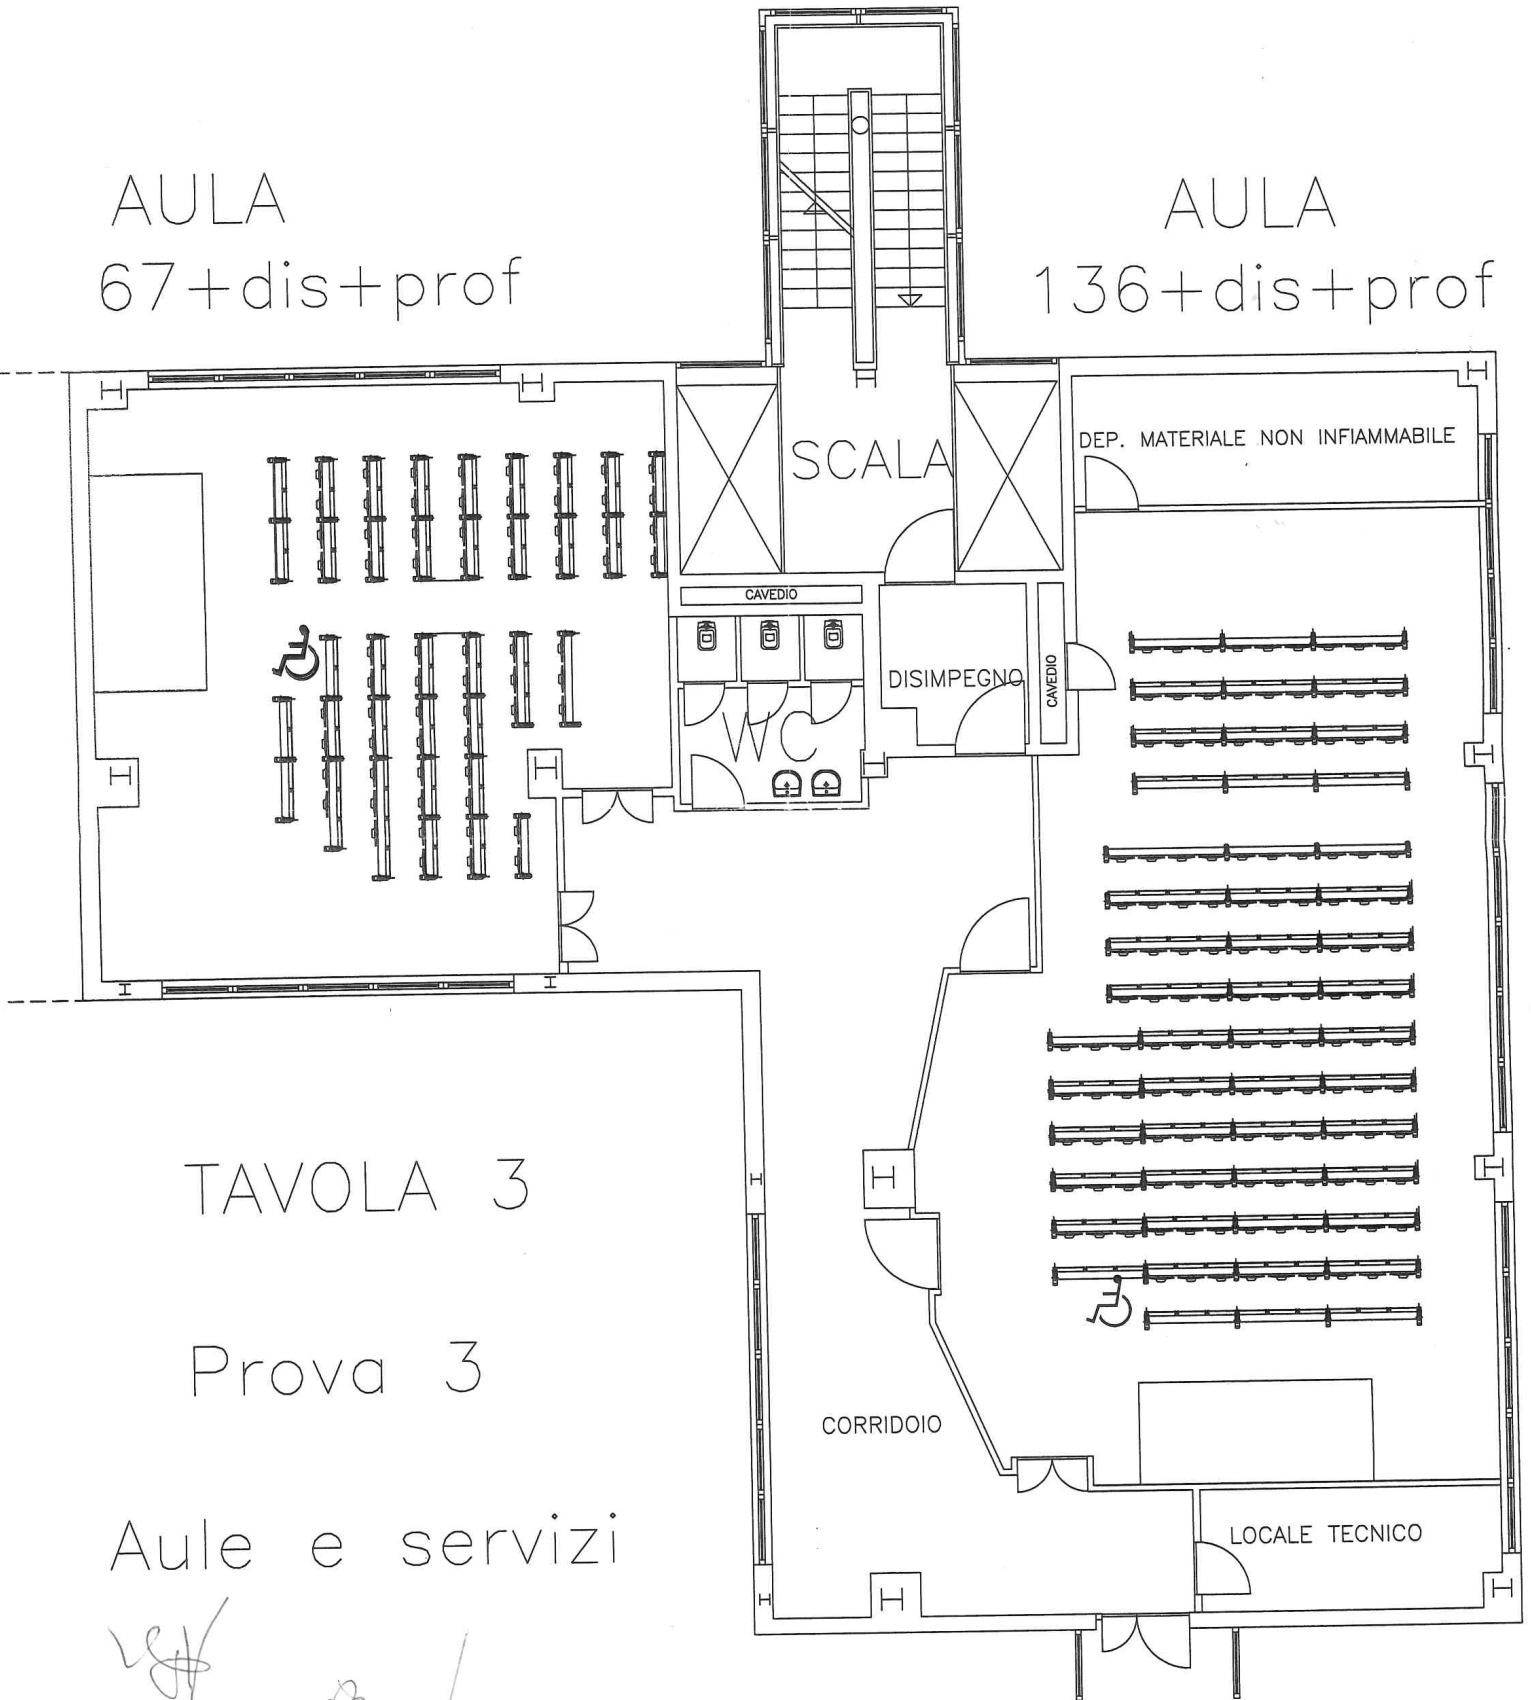 AULA
67+dis+prof
AULA
136+dis+prof
SCALA
DEP. MATERIALE NON INFIAMMABILE
CAVEDIO
DISIMPEGNO
CAVEDIO
WC
TAVOLA 3
Prova 3
CORRIDOIO
Aule e servizi
LOCALE TECNICO